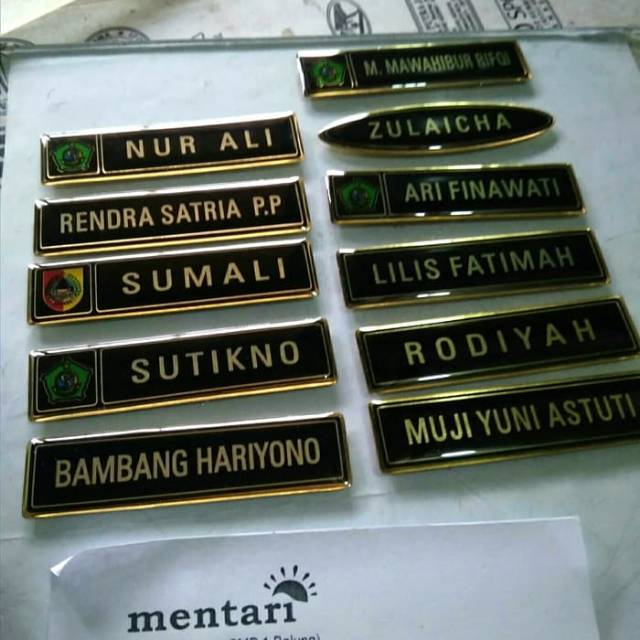 M. MAWAHIBUR RIFQI
NUR ALI
ZULAICHA
RENDRA SATRIA P.P
ARI FINAWATI
SUMALI
LILIS FATIMAH
SUTIKNO
RODIYAH
BAMBANG HARIYONO
MUJI YUNI ASTUTI
mentari